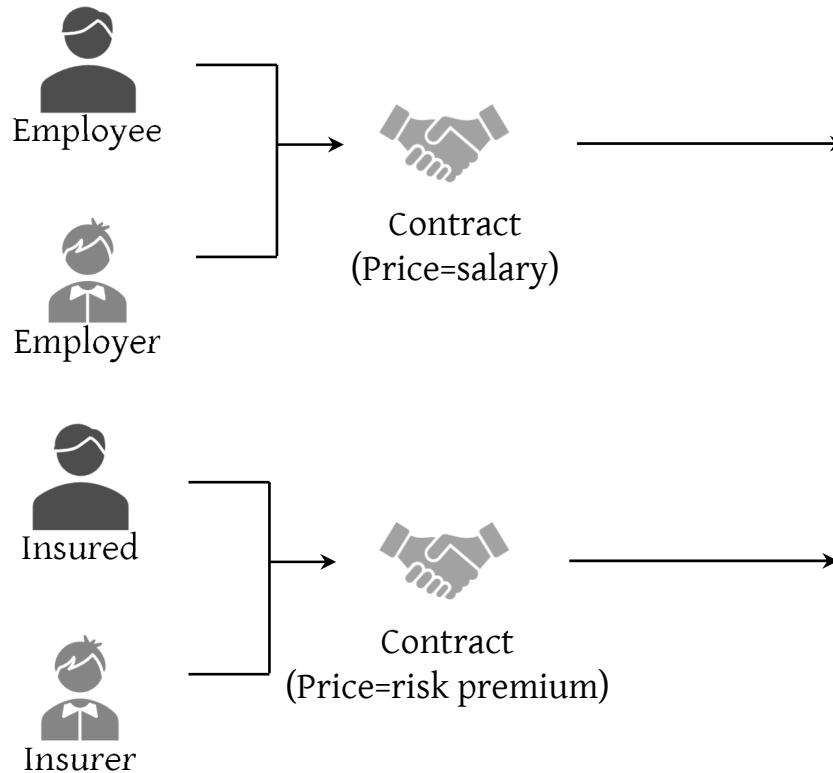 Employee
Contract
(Price=salary)
Employer
Insured
Contract
(Price=risk premium)
Insurer